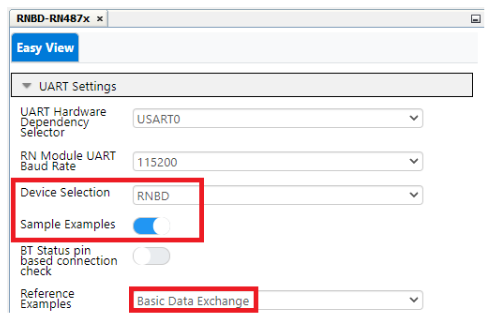 RNBD-RN487x ×
Easy View
UART Settings
UART Hardware
Dependency
Selector
USART0
RN Module UART
Baud Rate
115200
Device Selection
RNBD
Sample Examples
BT Status pin
based connection
check
Reference
Examples
Basic Data Exchange